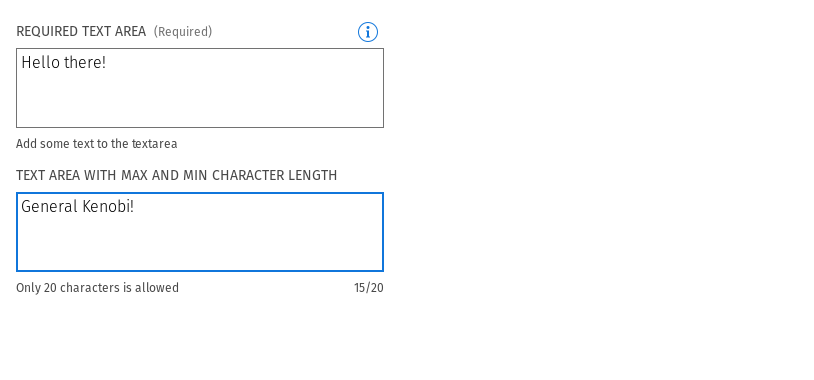 REQUIRED TEXT AREA (Required)
Hello there!
Add some text to the textarea
TEXT AREA WITH MAX AND MIN CHARACTER LENGTH
General Kenobi!
Only 20 characters is allowed 15/20